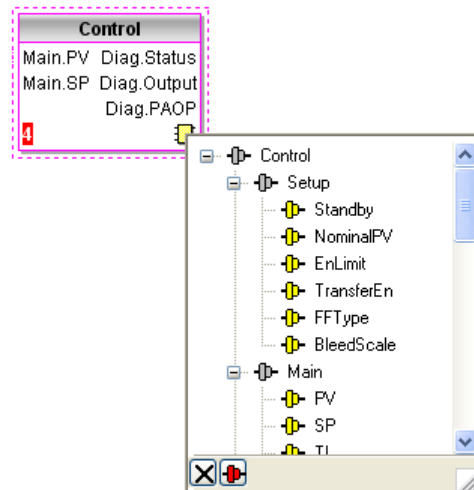 Control
Main.PV Diag.Status
Main.SP Diag.Output
Diag.PAOP
4
Control
Setup
Standby
NominalPV
EnLimit
TransferEn
FFType
BleedScale
Main
PV
SP